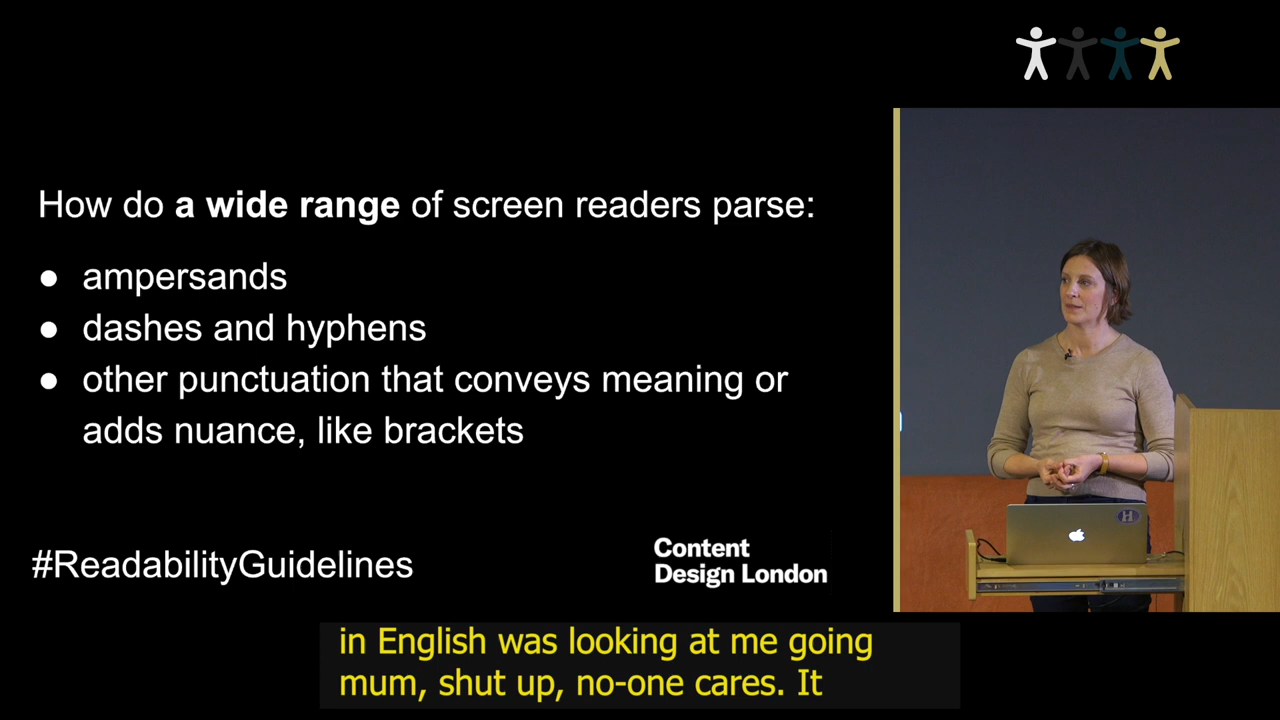 How do a wide range of screen readers parse:
● ampersands
● dashes and hyphens
● other punctuation that conveys meaning or
adds nuance, like brackets
#ReadabilityGuidelines
Content
Design London
H
in English was looking at me going
mum, shut up, no-one cares. It